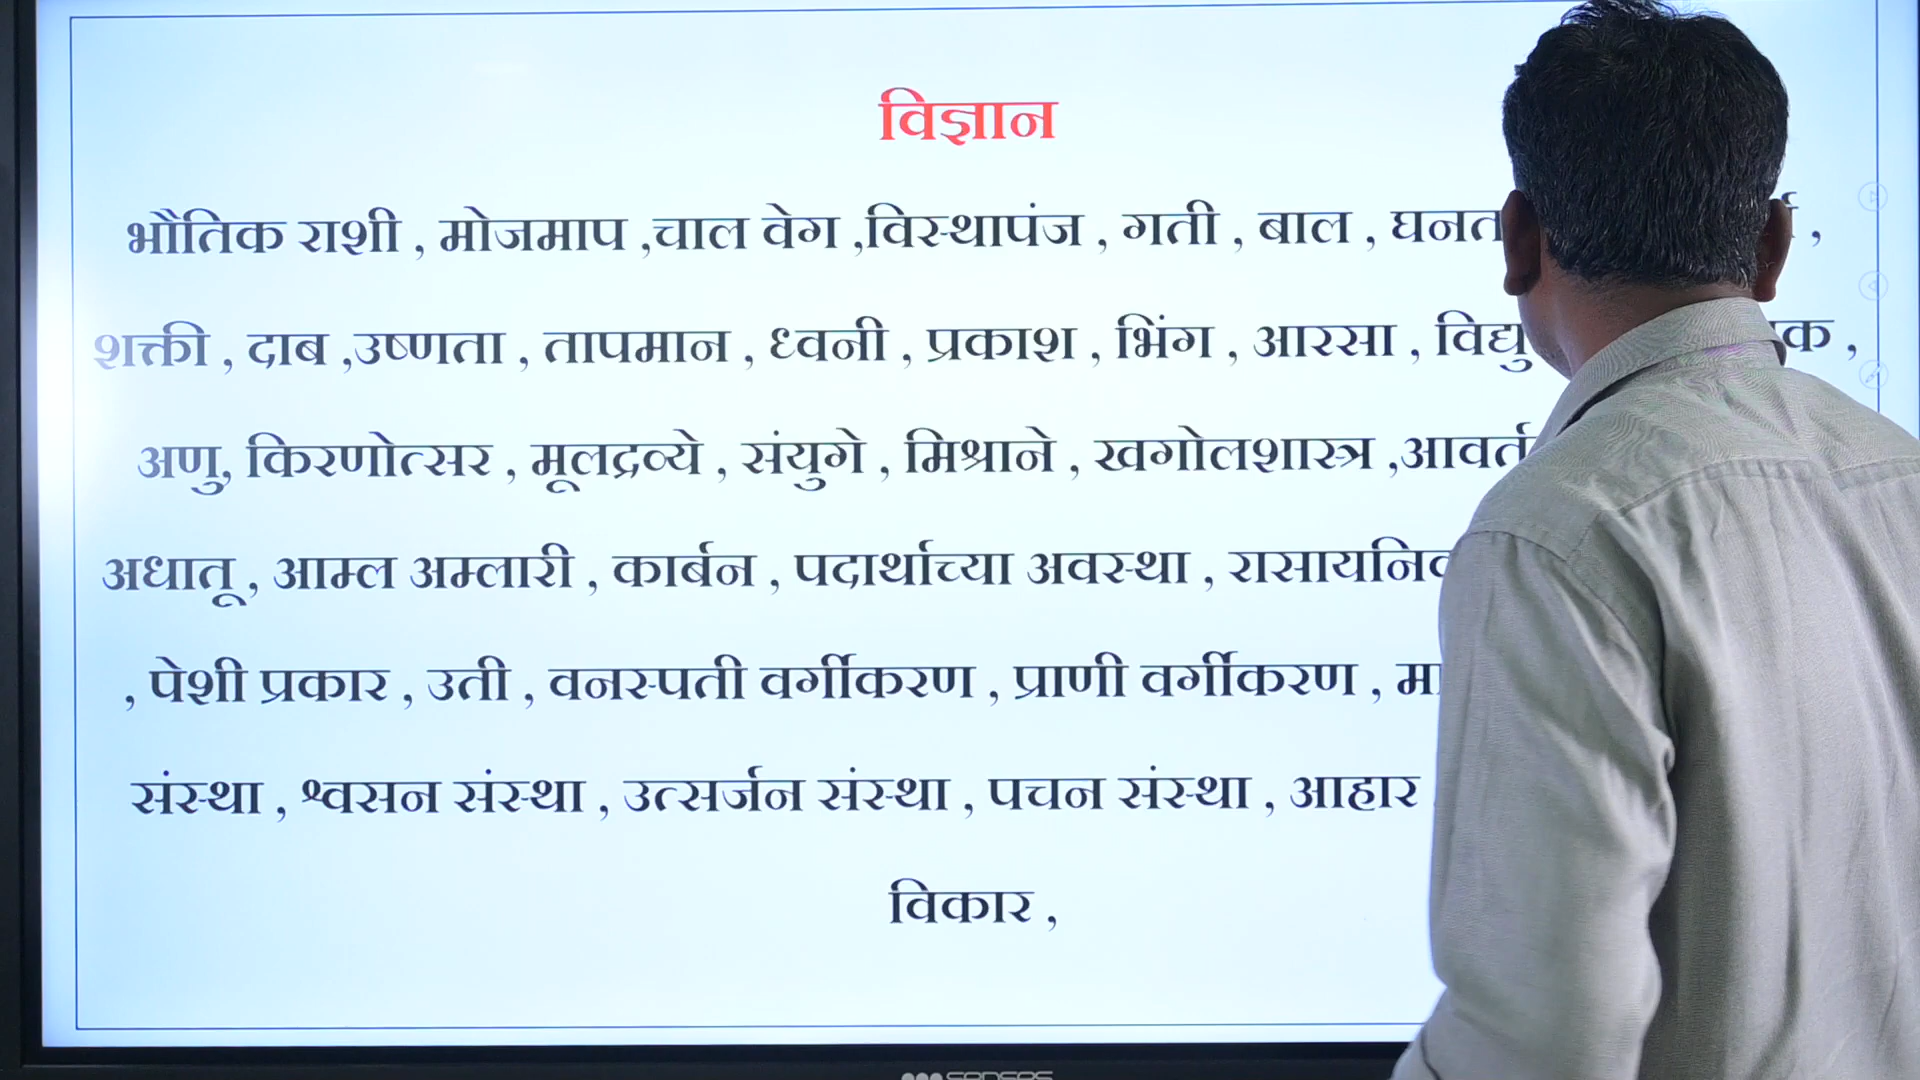 विज्ञान
भौतिक राशी , मोजमाप ,चाल वेग ,विस्थापंज , गती , बाल , ,
शक्ती , दाब ,उष्णता , तापमान , ध्वनी , प्रकाश , भिंग , आरसा , ,
अणु, किरणोत्सर , मूलद्रव्ये , संयुगे , मिश्राने , खगोलशास्त्र ,
अधातू , आम्ल अम्लारी , कार्बन , पदार्थाच्या अवस्था ,
, पेशी प्रकार , उती , वनस्पती वर्गीकरण , प्राणी वर्गीकरण ,
संस्था , श्वसन संस्था , उत्सर्जन संस्था , पचन संस्था , आहार
विकार ,